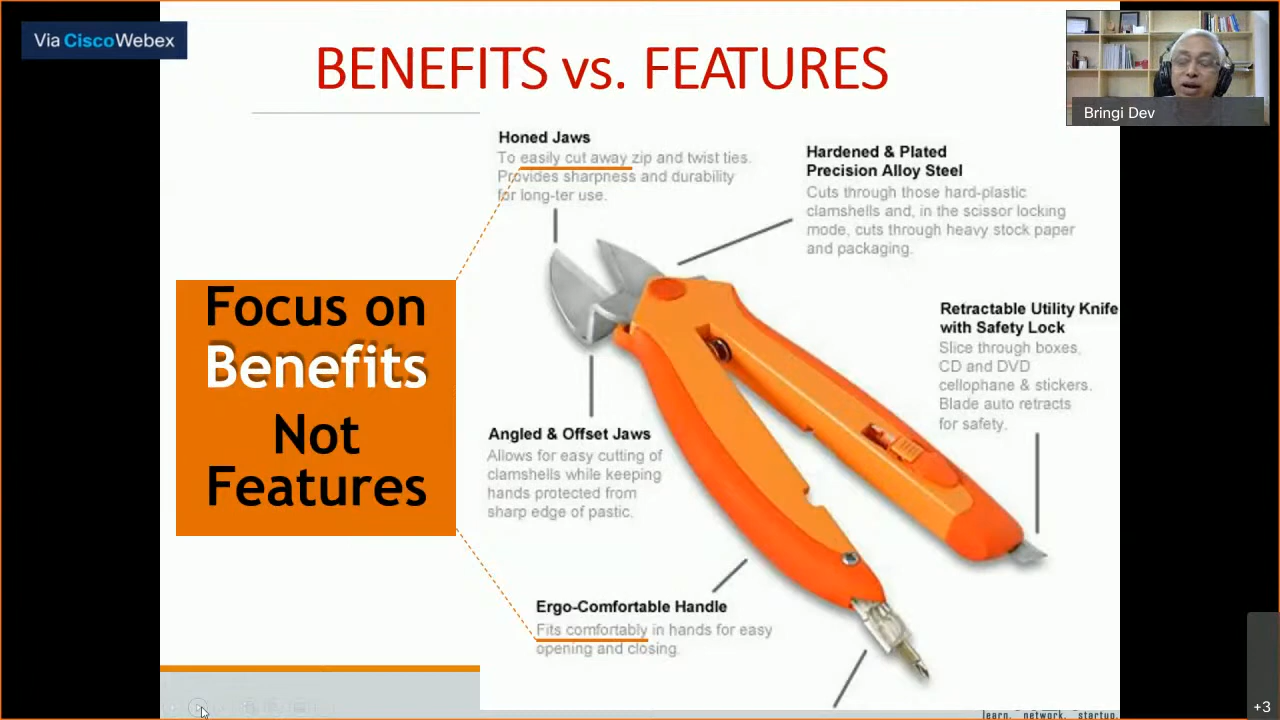 Via CiscoWebex
BENEFITS vs. FEATURES
Bringi Dev
Honed Jaws
To easily cut away zip and twist ties.
Provides sharpness and durability
for long-ter use.
Hardened & Plated
Precision Alloy Steel
Cuts through those hard-plastic
clamshells and, in the scissor locking
mode, cuts through heavy stock paper
and packaging.
Focus on
Benefits
Not
Features
Retractable Utility Knife
with Safety Lock
Slice through boxes,
CD and DVD
cellophane & stickers.
Blade auto retracts
for safety.
Angled & Offset Jaws
Allows for easy cutting of
clamshells while keeping
hands protected from
sharp edge of pastic.
Ergo-Comfortable Handle
Fits comfortably in hands for easy
opening and closing.
+3
learn. network. startup.